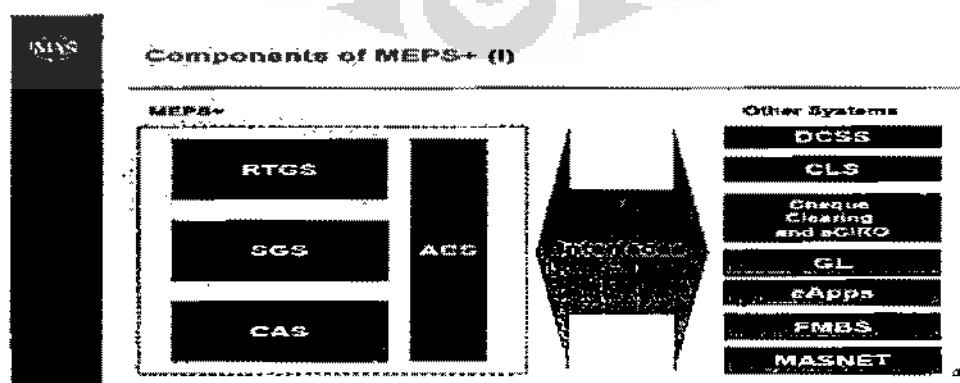 MAS
Components of MEPS+ (I)
MEPS+
RTGS
SGS
CAS
ACS
Interfaces
Other Systems
DCSS
CLS
Cheque
Clearing
and eGIRO
GL
eApps
FMBS
MASNET